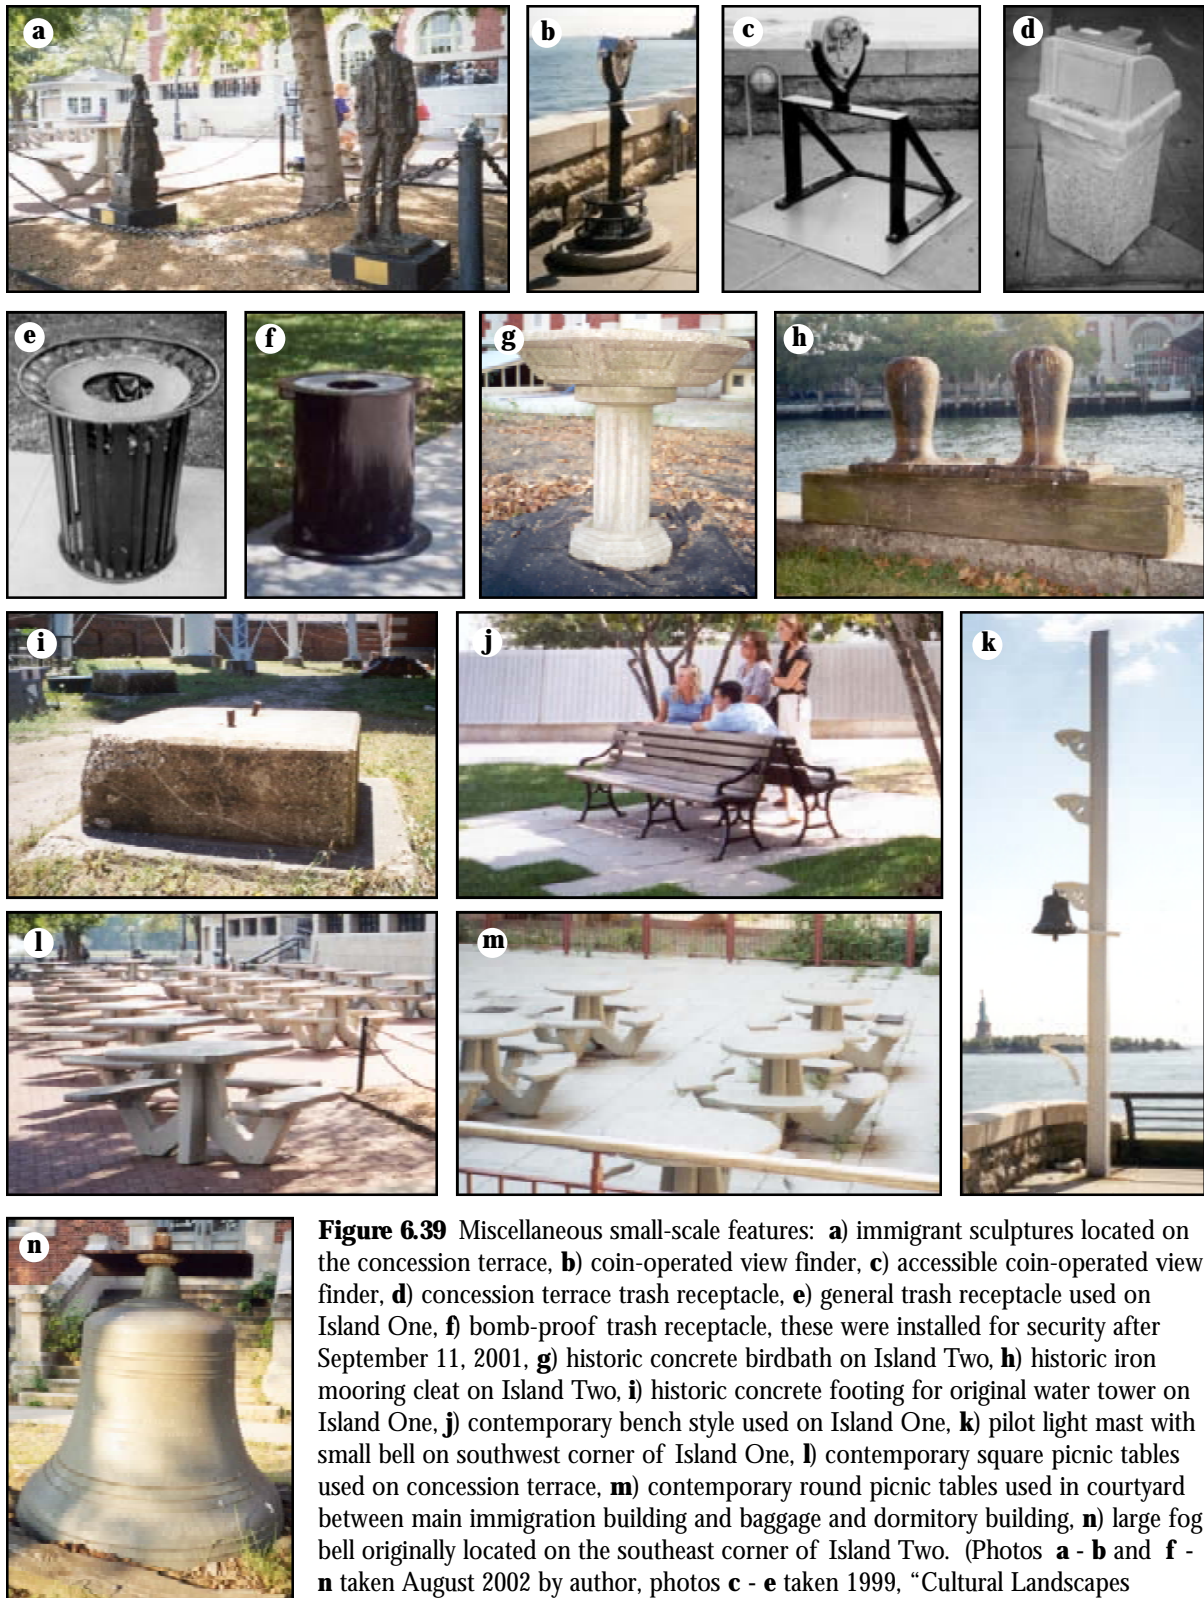 a
b
c
d
e
f
g
h
i
j
k
l
m
n
Figure 6.39 Miscellaneous small-scale features: a) immigrant sculptures located on
the concession terrace, b) coin-operated view finder, c) accessible coin-operated view
finder, d) concession terrace trash receptacle, e) general trash receptacle used on
Island One, f) bomb-proof trash receptacle, these were installed for security after
September 11, 2001, g) historic concrete birdbath on Island Two, h) historic iron
mooring cleat on Island Two, i) historic concrete footing for original water tower on
Island One, j) contemporary bench style used on Island One, k) pilot light mast with
small bell on southwest corner of Island One, l) contemporary square picnic tables
used on concession terrace, m) contemporary round picnic tables used in courtyard
between main immigration building and baggage and dormitory building, n) large fog
bell originally located on the southeast corner of Island Two. (Photos a - b and f -
n taken August 2002 by author, photos c - e taken 1999, “Cultural Landscapes